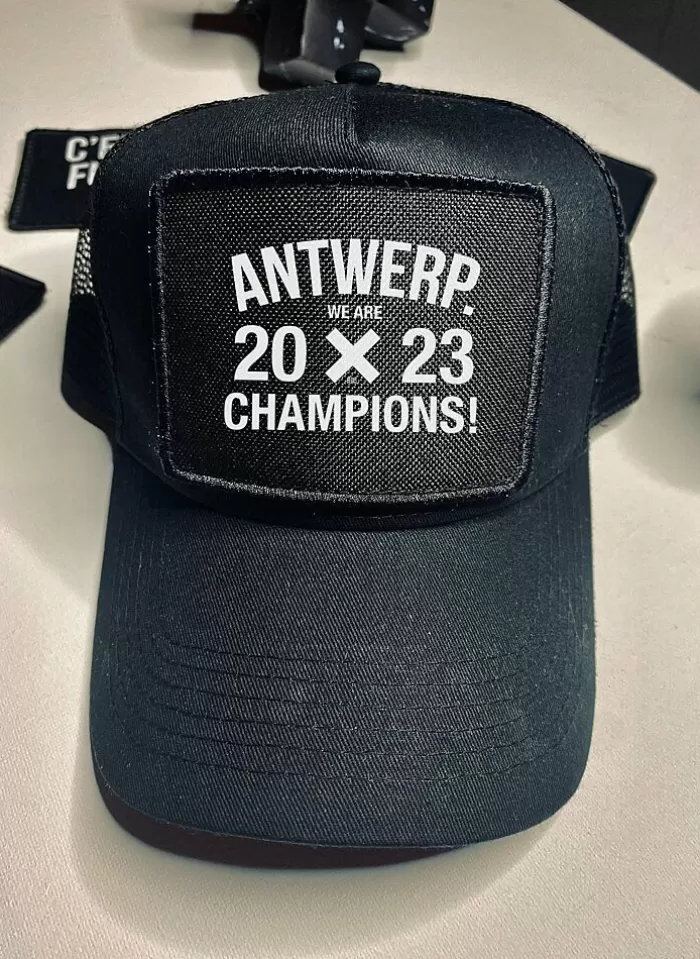 ANTWERP.
WE ARE
20 X 23
CHAMPIONS!
C'E